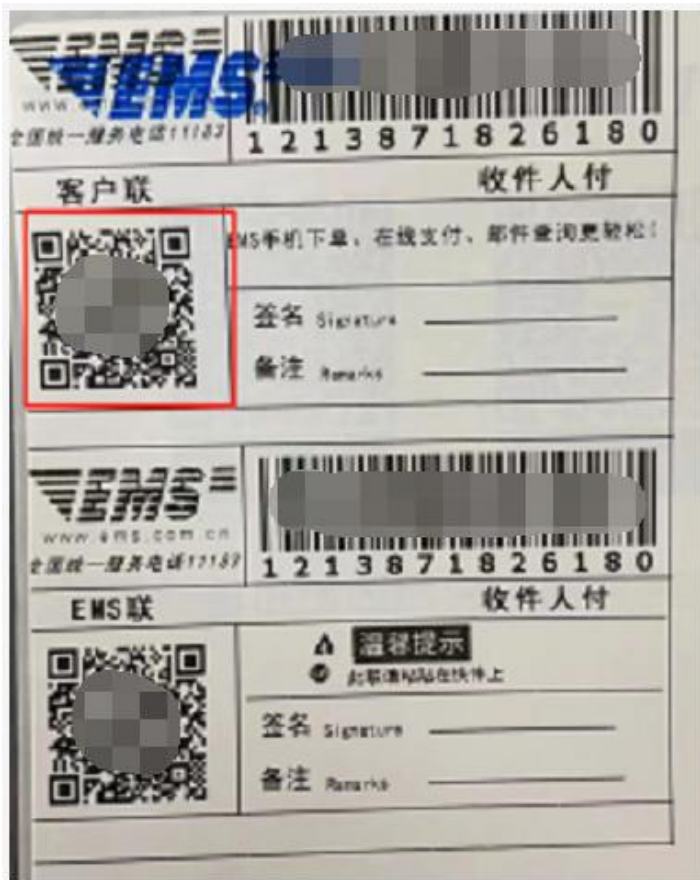 EMS
www.ems
EMS
全国统一服务电话11183
1213871826180
客户联
收件人付
EMS手机下单、在线支付、邮件查询更轻松！
签名 Signature
备注 Remarks
EMS
www.ems.com.cn
全国统一服务电话11183
1213871826180
EMS联
收件人付
温馨提示
此联请粘贴在快件上
签名 Signature
备注 Remarks